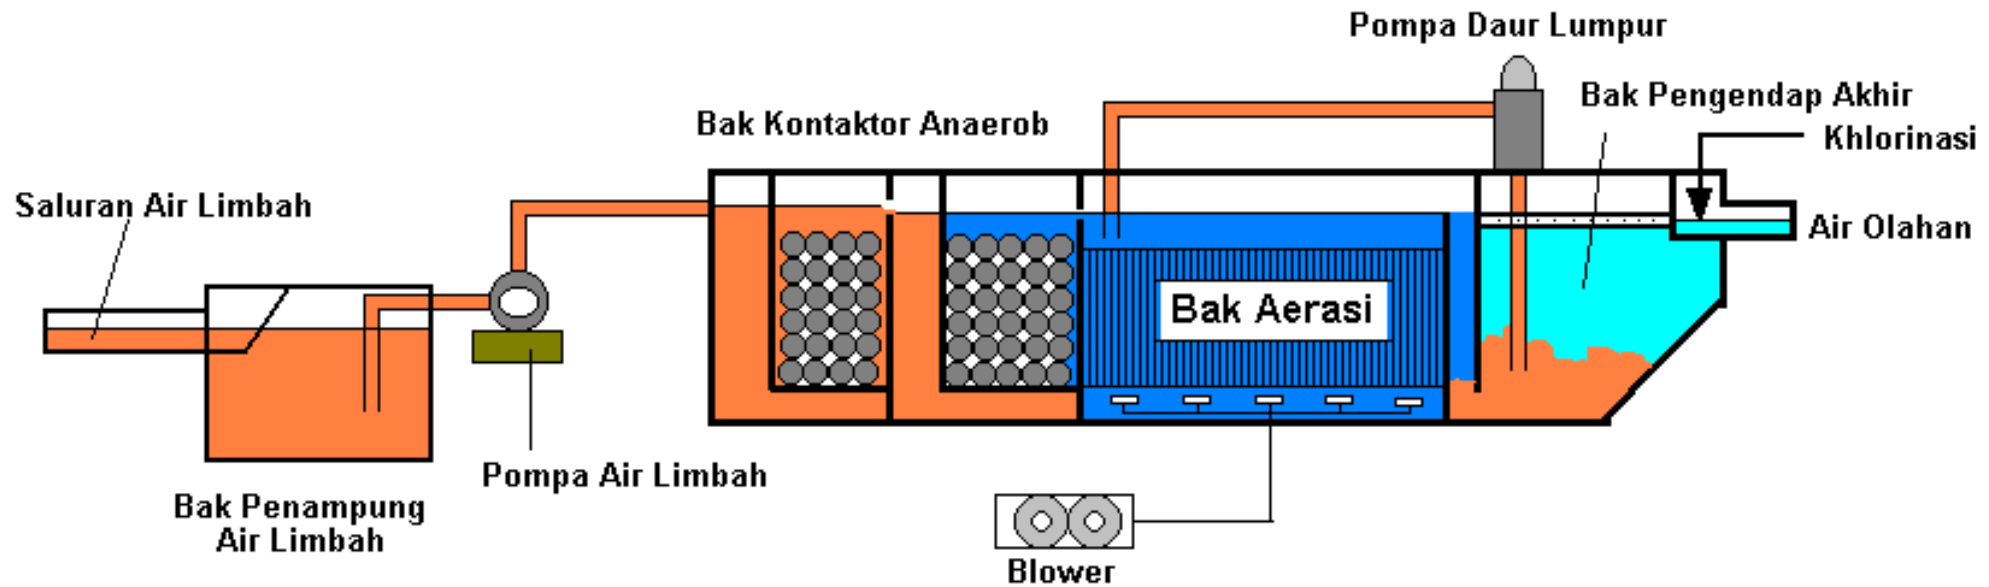 Pompa Daur Lumpur
Bak Pengendap Akhir
Bak Kontaktor Anaerob
Khlorinasi
Saluran Air Limbah
Air Olahan
Bak Aerasi
Pompa Air Limbah
Bak Penampung
Air Limbah
Blower